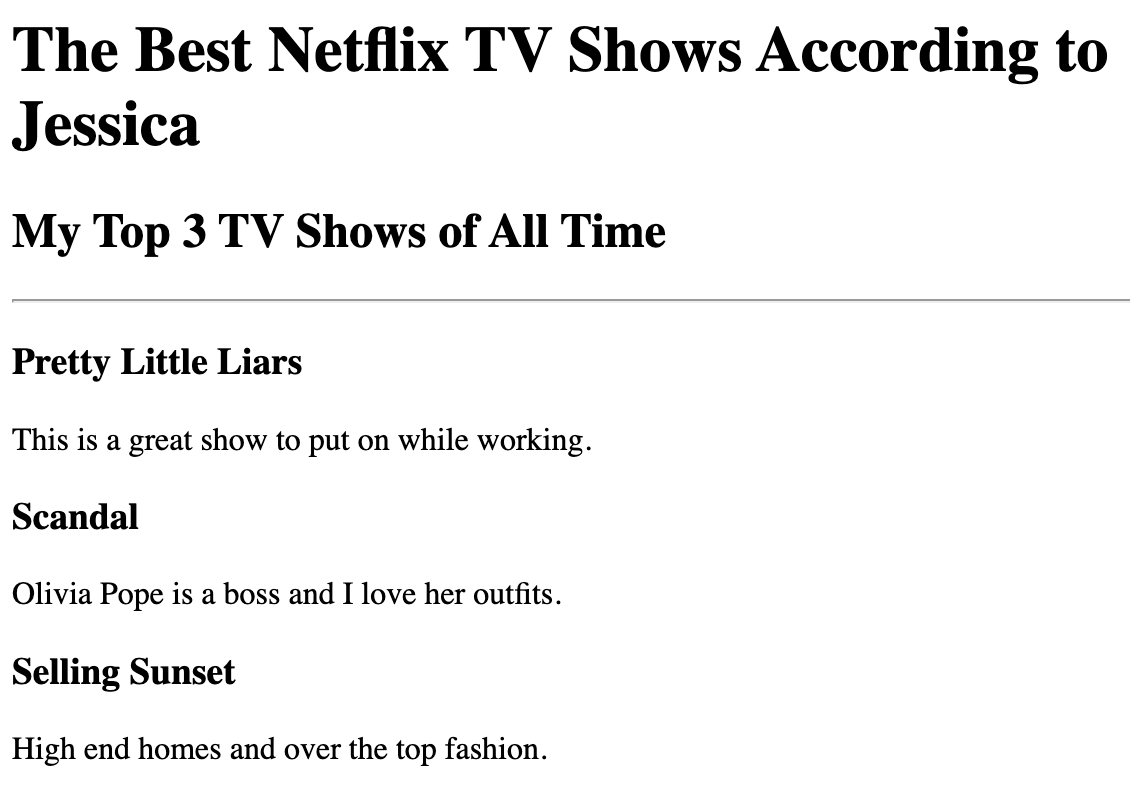 The Best Netflix TV Shows According to
Jessica
My Top 3 TV Shows of All Time
Pretty Little Liars
This is a great show to put on while working.
Scandal
Olivia Pope is a boss and I love her outfits.
Selling Sunset
High end homes and over the top fashion.